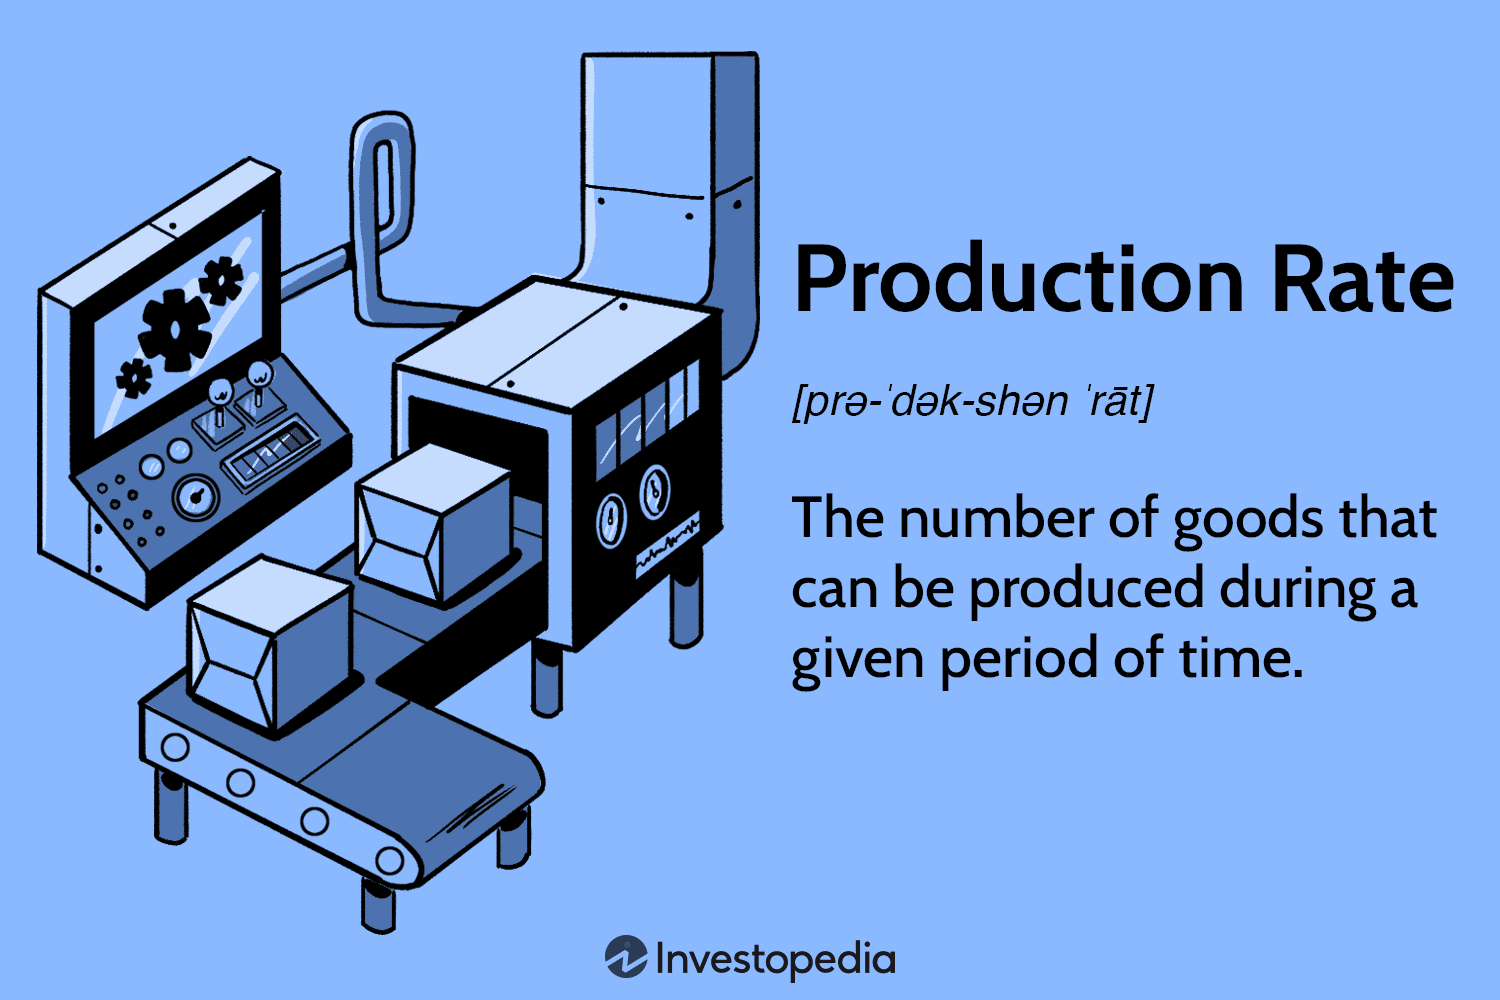 Production Rate
[prə-ˈdək-shən ˈrāt]
The number of goods that
can be produced during a
given period of time.
Investopedia